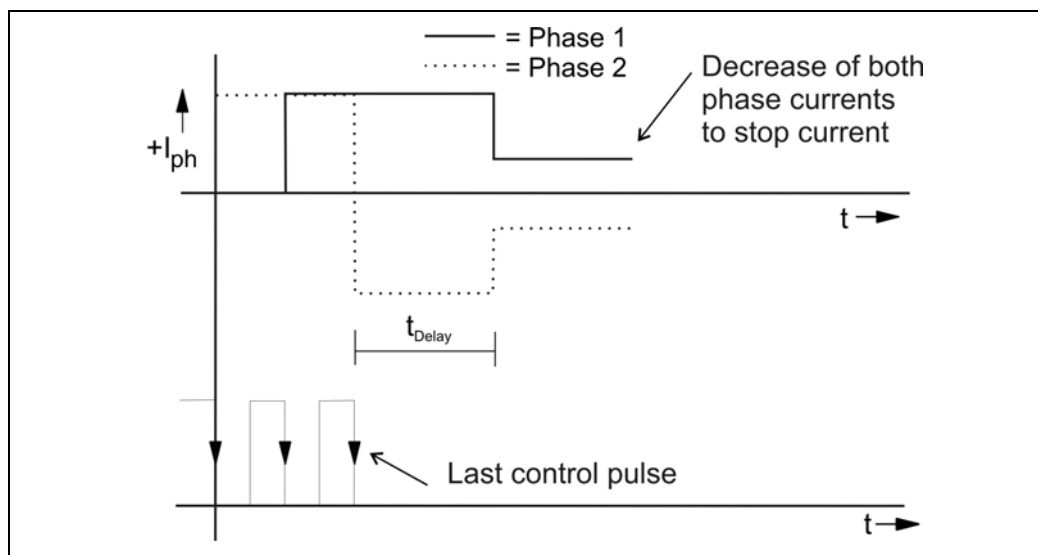 = Phase 1
= Phase 2
Decrease of both
phase currents
to stop current
+Iph
t
tDelay
Last control pulse
t